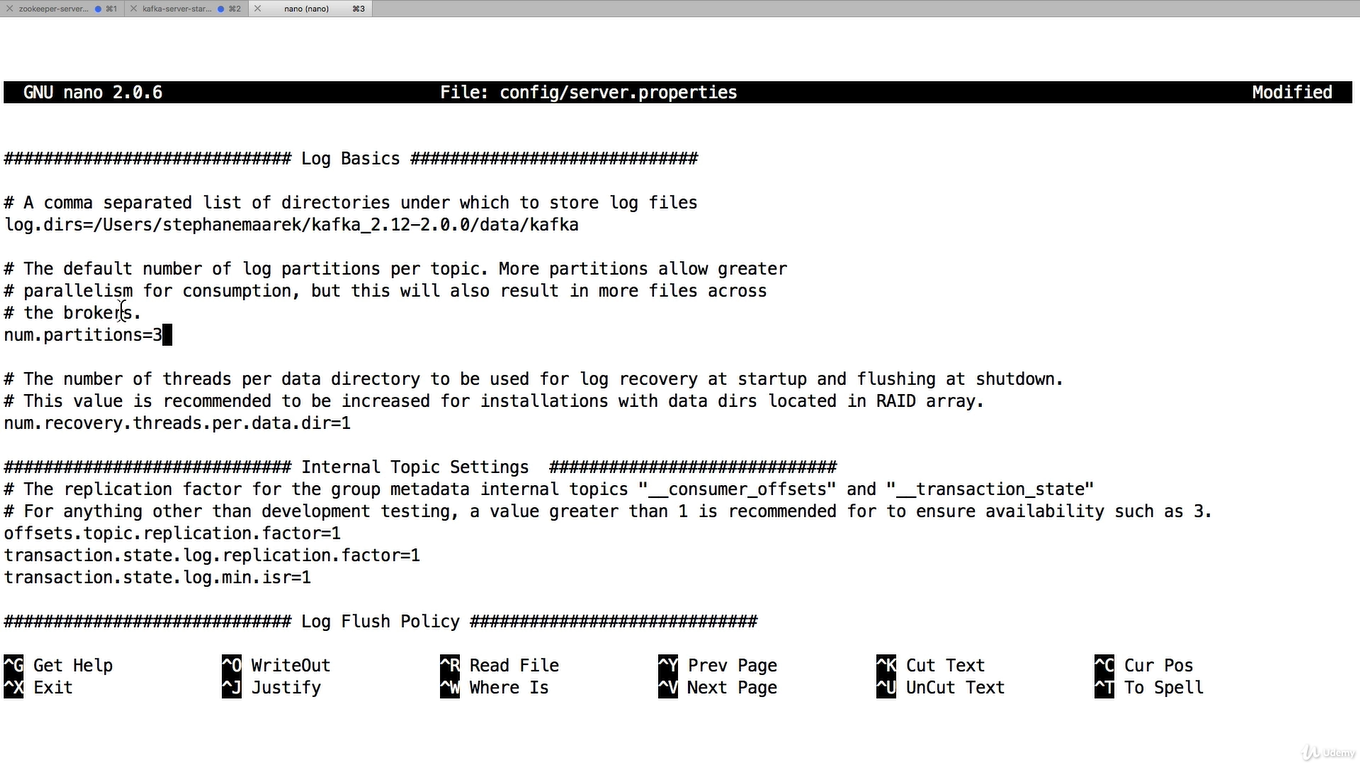 zookeeper-server... ⌘1 kafka-server-star... ⌘2 nano (nano) ⌘3
GNU nano 2.0.6 File: config/server.properties Modified
############################# Log Basics #############################
# A comma separated list of directories under which to store log files
log.dirs=/Users/stephanemaarek/kafka_2.12-2.0.0/data/kafka
# The default number of log partitions per topic. More partitions allow greater
# parallelism for consumption, but this will also result in more files across
# the brokers.
num.partitions=3
# The number of threads per data directory to be used for log recovery at startup and flushing at shutdown.
# This value is recommended to be increased for installations with data dirs located in RAID array.
num.recovery.threads.per.data.dir=1
############################# Internal Topic Settings  #############################
# The replication factor for the group metadata internal topics "__consumer_offsets" and "__transaction_state"
# For anything other than development testing, a value greater than 1 is recommended for to ensure availability such as 3.
offsets.topic.replication.factor=1
transaction.state.log.replication.factor=1
transaction.state.log.min.isr=1
############################# Log Flush Policy #############################
^G Get Help ^O WriteOut ^R Read File ^Y Prev Page ^K Cut Text ^C Cur Pos
^X Exit ^J Justify ^W Where Is ^V Next Page ^U UnCut Text ^T To Spell
Udemy